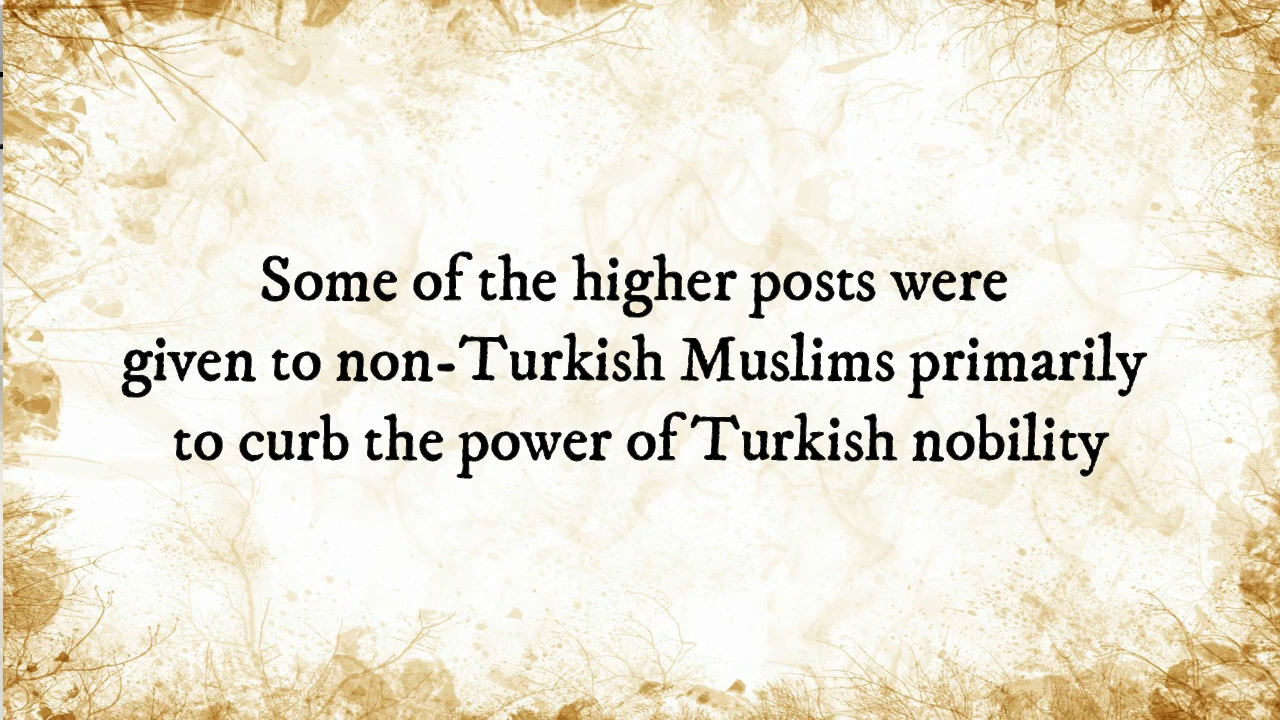 Some of the higher posts were
given to non-Turkish Muslims primarily
to curb the power of Turkish nobility